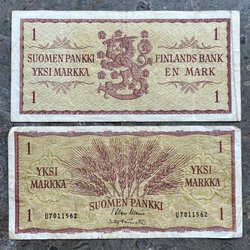 1 1
SUOMEN PANKKI FINLANDS BANK
YKSI MARKKA EN MARK
1 1
1 1
YKSI YKSI
MARKKA MARKKA
SUOMEN PANKKI
U7011562 U7011562
1 1